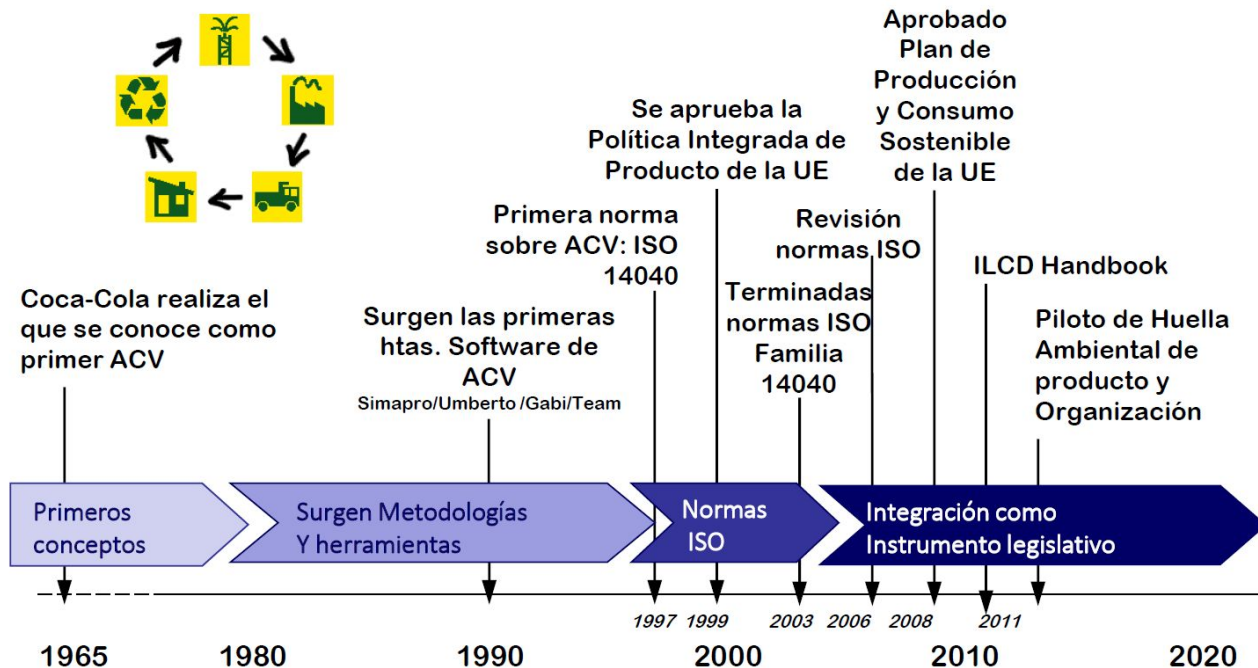 Coca-Cola realiza el
que se conoce como
primer ACV
Surgen las primeras
htas. Software de
ACV
Simapro/Umberto /Gabi/Team
Primera norma
sobre ACV: ISO
14040
Se aprueba la
Política Integrada de
Producto de la UE
Terminadas
normas ISO
Familia
14040
Revisión
normas ISO
Aprobado
Plan de
Producción
y Consumo
Sostenible
de la UE
ILCD Handbook
Piloto de Huella
Ambiental de
producto y
Organización
Primeros
conceptos
Surgen Metodologías
Y herramientas
Normas
ISO
Integración como
Instrumento legislativo
1997 1999 2003 2006 2008 2011
1965 1980 1990 2000 2010 2020